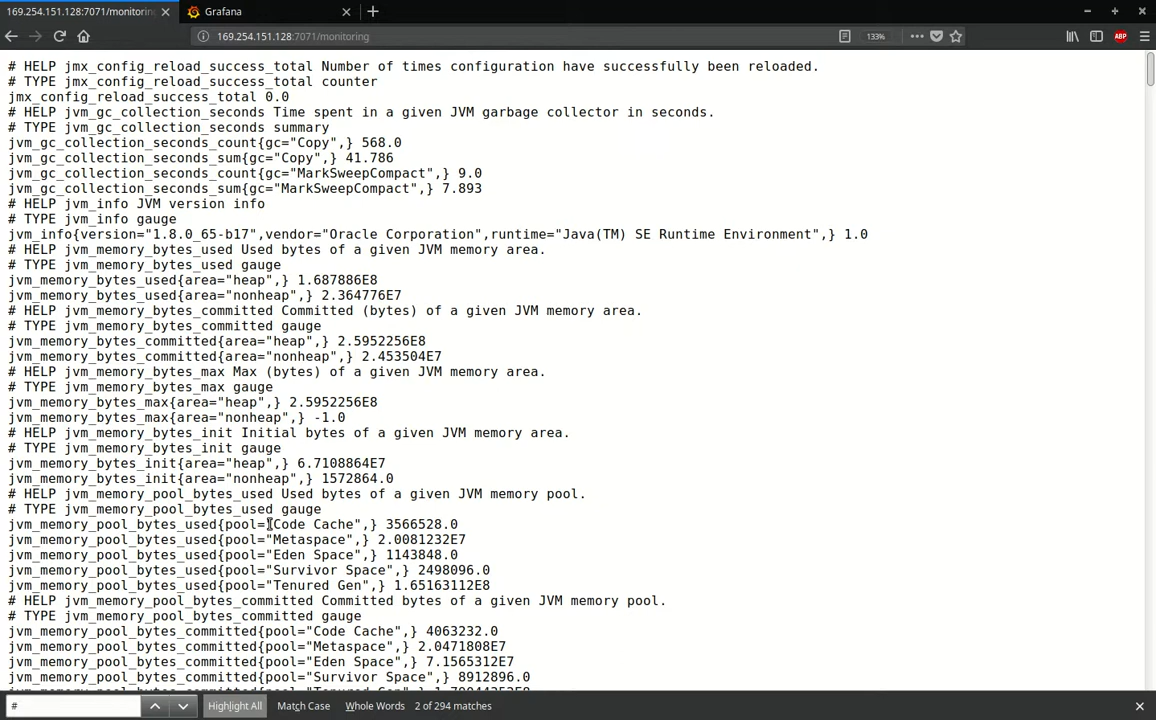 169.254.151.128:7071/monitorin
Grafana
169.254.151.128:7071/monitoring
133%
ABP
# HELP jmx_config_reload_success_total Number of times configuration have successfully been reloaded.
# TYPE jmx_config_reload_success_total counter
jmx_config_reload_success_total 0.0
# HELP jvm_gc_collection_seconds Time spent in a given JVM garbage collector in seconds.
# TYPE jvm_gc_collection_seconds summary
jvm_gc_collection_seconds_count{gc="Copy",} 568.0
jvm_gc_collection_seconds_sum{gc="Copy",} 41.786
jvm_gc_collection_seconds_count{gc="MarkSweepCompact",} 9.0
jvm_gc_collection_seconds_sum{gc="MarkSweepCompact",} 7.893
# HELP jvm_info JVM version info
# TYPE jvm_info gauge
jvm_info{version="1.8.0_65-b17",vendor="Oracle Corporation",runtime="Java(TM) SE Runtime Environment",} 1.0
# HELP jvm_memory_bytes_used Used bytes of a given JVM memory area.
# TYPE jvm_memory_bytes_used gauge
jvm_memory_bytes_used{area="heap",} 1.687886E8
jvm_memory_bytes_used{area="nonheap",} 2.364776E7
# HELP jvm_memory_bytes_committed Committed (bytes) of a given JVM memory area.
# TYPE jvm_memory_bytes_committed gauge
jvm_memory_bytes_committed{area="heap",} 2.5952256E8
jvm_memory_bytes_committed{area="nonheap",} 2.453504E7
# HELP jvm_memory_bytes_max Max (bytes) of a given JVM memory area.
# TYPE jvm_memory_bytes_max gauge
jvm_memory_bytes_max{area="heap",} 2.5952256E8
jvm_memory_bytes_max{area="nonheap",} -1.0
# HELP jvm_memory_bytes_init Initial bytes of a given JVM memory area.
# TYPE jvm_memory_bytes_init gauge
jvm_memory_bytes_init{area="heap",} 6.7108864E7
jvm_memory_bytes_init{area="nonheap",} 1572864.0
# HELP jvm_memory_pool_bytes_used Used bytes of a given JVM memory pool.
# TYPE jvm_memory_pool_bytes_used gauge
jvm_memory_pool_bytes_used{pool="Code Cache",} 3566528.0
jvm_memory_pool_bytes_used{pool="Metaspace",} 2.0081232E7
jvm_memory_pool_bytes_used{pool="Eden Space",} 1143848.0
jvm_memory_pool_bytes_used{pool="Survivor Space",} 2498096.0
jvm_memory_pool_bytes_used{pool="Tenured Gen",} 1.65163112E8
# HELP jvm_memory_pool_bytes_committed Committed bytes of a given JVM memory pool.
# TYPE jvm_memory_pool_bytes_committed gauge
jvm_memory_pool_bytes_committed{pool="Code Cache",} 4063232.0
jvm_memory_pool_bytes_committed{pool="Metaspace",} 2.0471808E7
jvm_memory_pool_bytes_committed{pool="Eden Space",} 7.1565312E7
jvm_memory_pool_bytes_committed{pool="Survivor Space",} 8912896.0
#
Highlight All
Match Case
Whole Words
2 of 294 matches